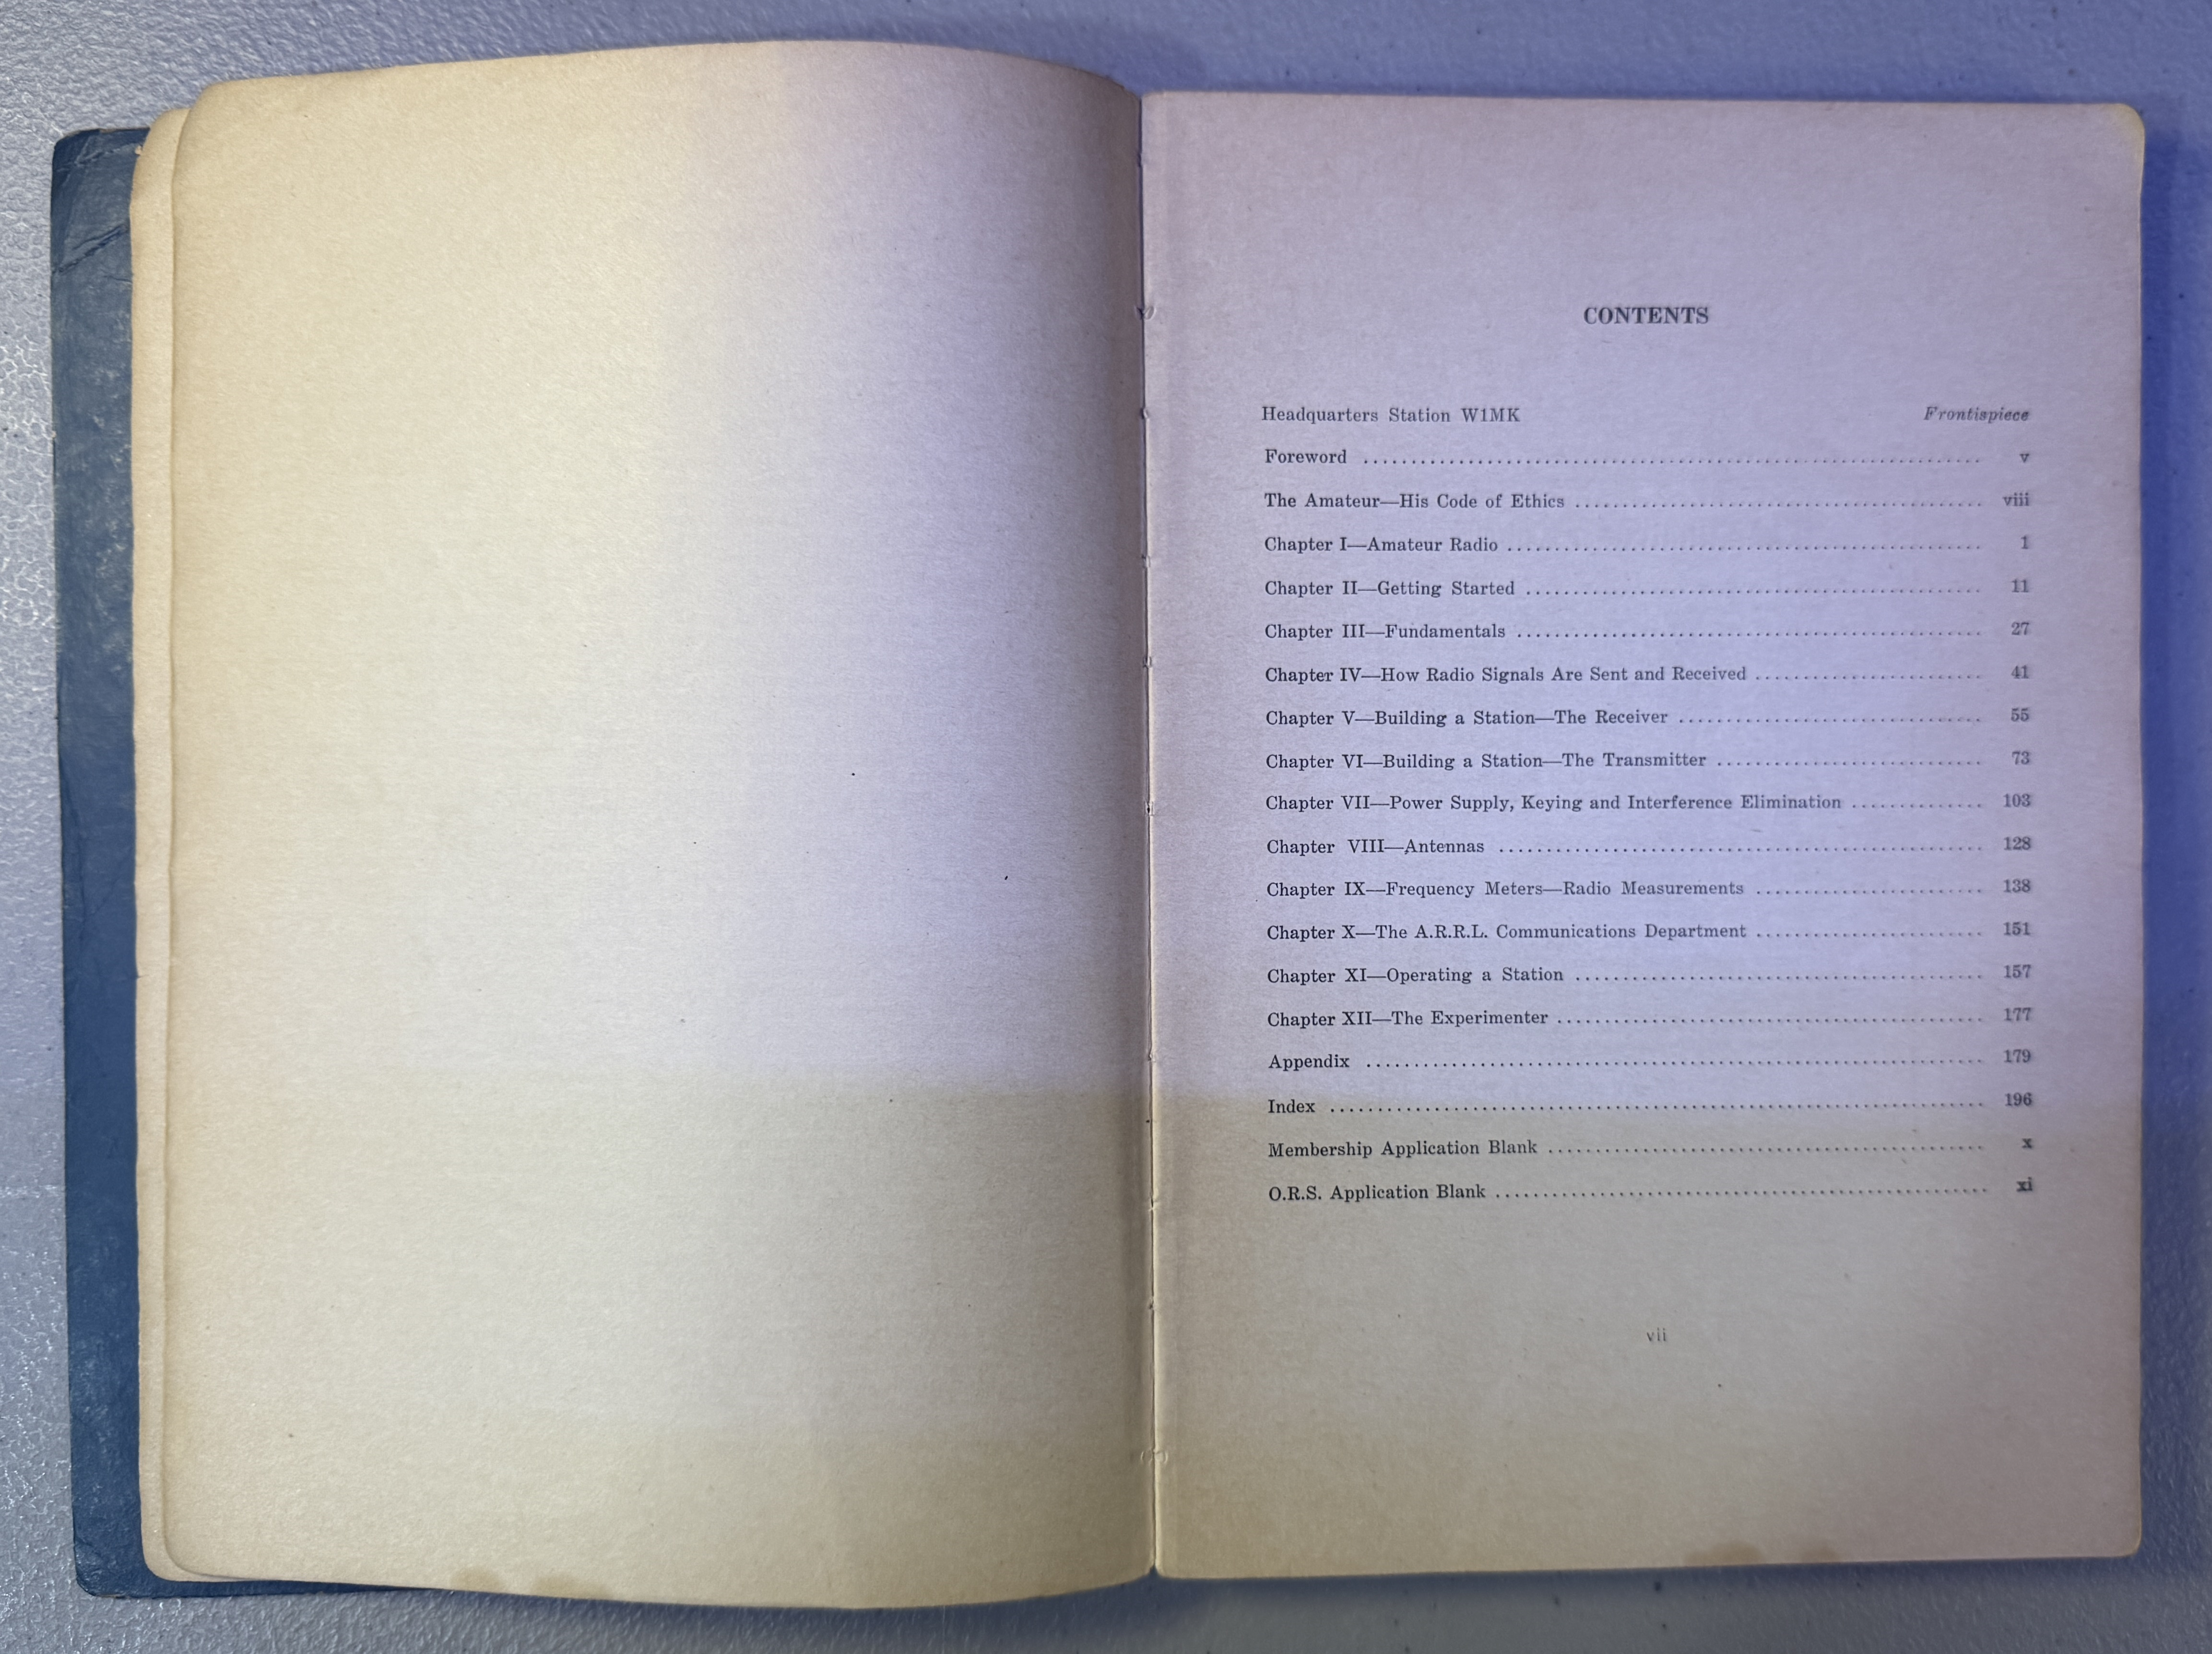 CONTENTS
Headquarters Station W1MK Frontispiece
Foreword ........................................ v
The Amateur—His Code of Ethics ........................................ viii
Chapter I—Amateur Radio ........................................ 1
Chapter II—Getting Started ........................................ 11
Chapter III—Fundamentals ........................................ 27
Chapter IV—How Radio Signals Are Sent and Received ........................................ 41
Chapter V—Building a Station—The Receiver ........................................ 55
Chapter VI—Building a Station—The Transmitter ........................................ 73
Chapter VII—Power Supply, Keying and Interference Elimination .............. 103
Chapter VIII—Antennas ........................................ 128
Chapter IX—Frequency Meters—Radio Measurements ........................ 138
Chapter X—The A.R.R.L. Communications Department ........................ 151
Chapter XI—Operating a Station ........................................ 157
Chapter XII—The Experimenter ........................................ 177
Appendix ........................................ 179
Index ........................................ 196
Membership Application Blank ........................................ x
O.R.S. Application Blank ........................................ xi
vii